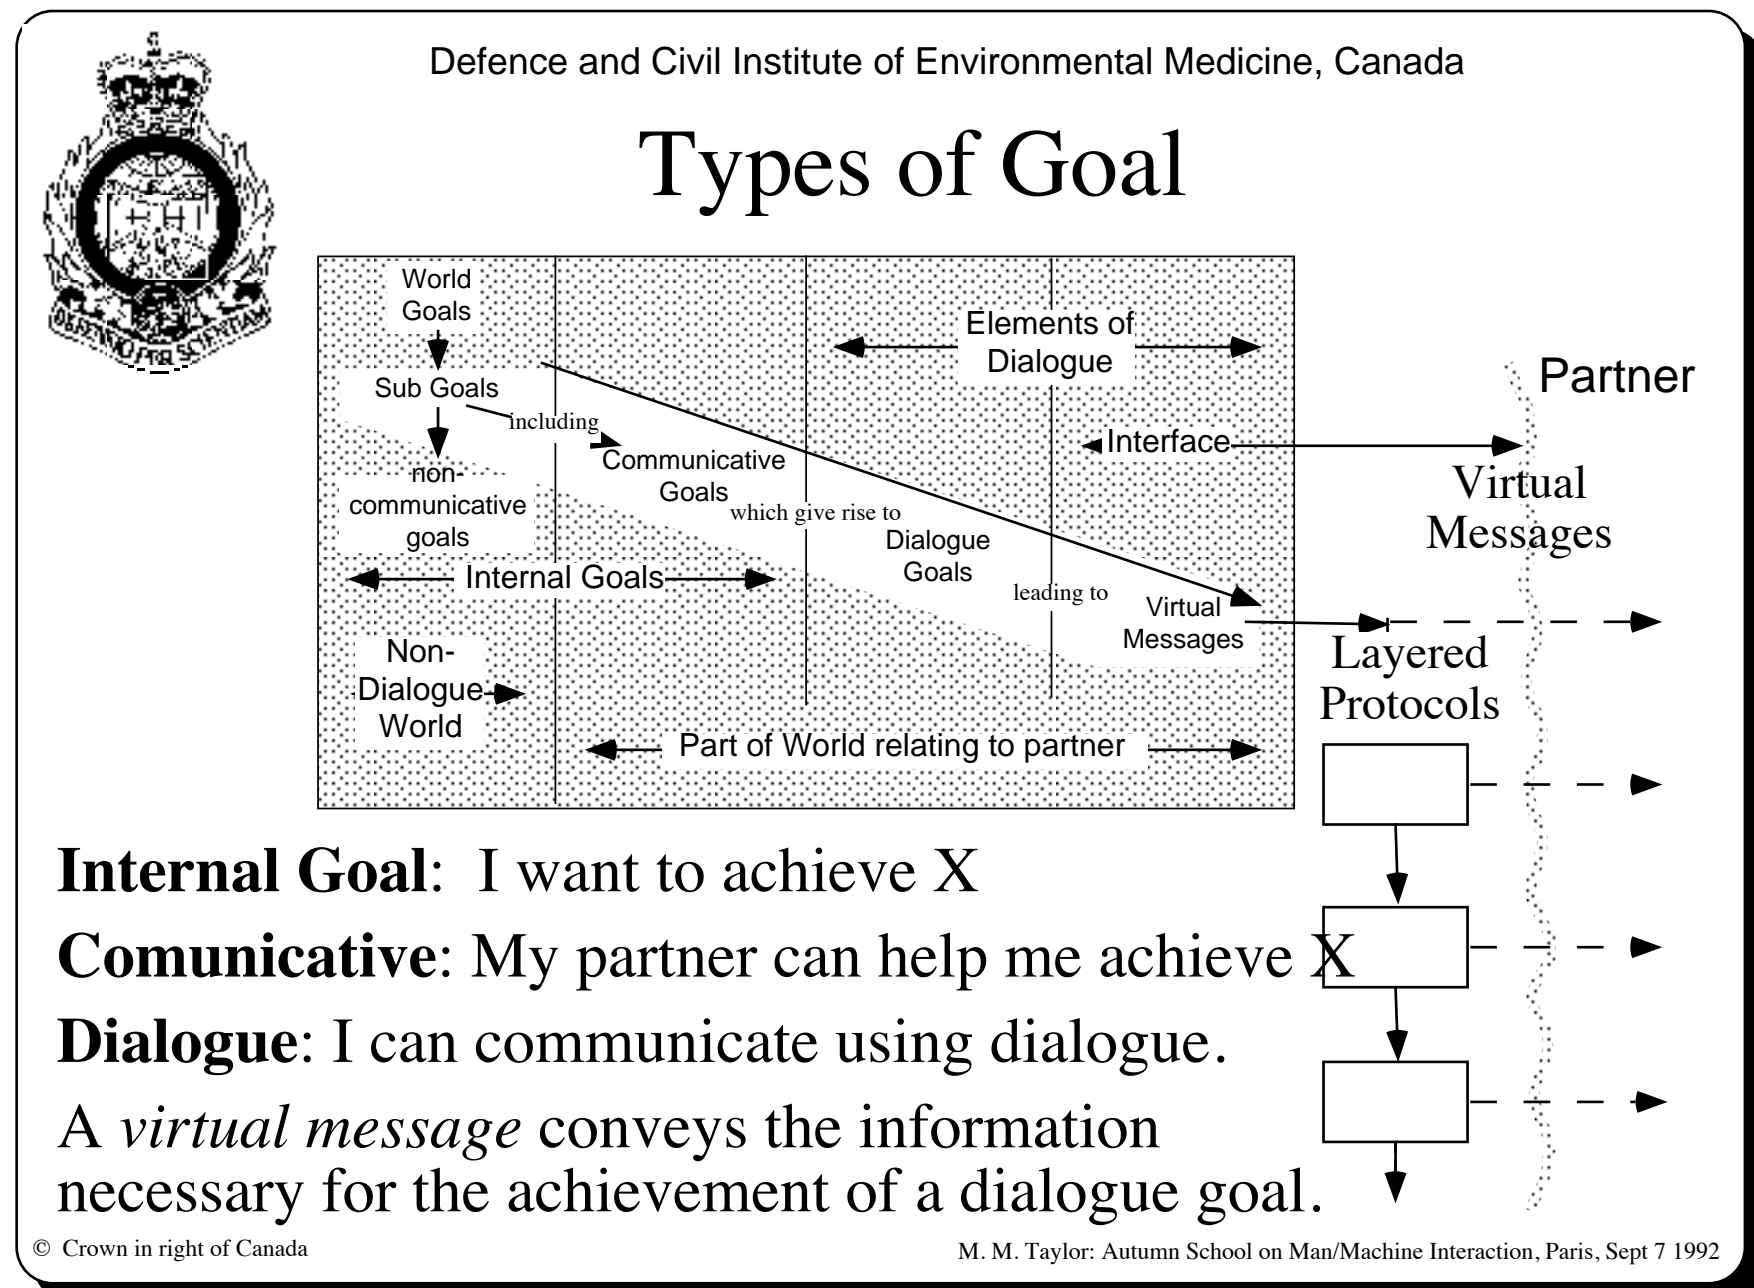 Defence and Civil Institute of Environmental Medicine, Canada
Types of Goal
World
Goals
Sub Goals
including
non-
communicative
goals
Communicative
Goals
which give rise to
Dialogue
Goals
leading to
Virtual
Messages
Elements of
Dialogue
Interface
Internal Goals
Non-
Dialogue
World
Part of World relating to partner
Partner
Virtual
Messages
Layered
Protocols
Internal Goal: I want to achieve X
Comunicative: My partner can help me achieve X
Dialogue: I can communicate using dialogue.
A virtual message conveys the information
necessary for the achievement of a dialogue goal.
© Crown in right of Canada
M. M. Taylor: Autumn School on Man/Machine Interaction, Paris, Sept 7 1992